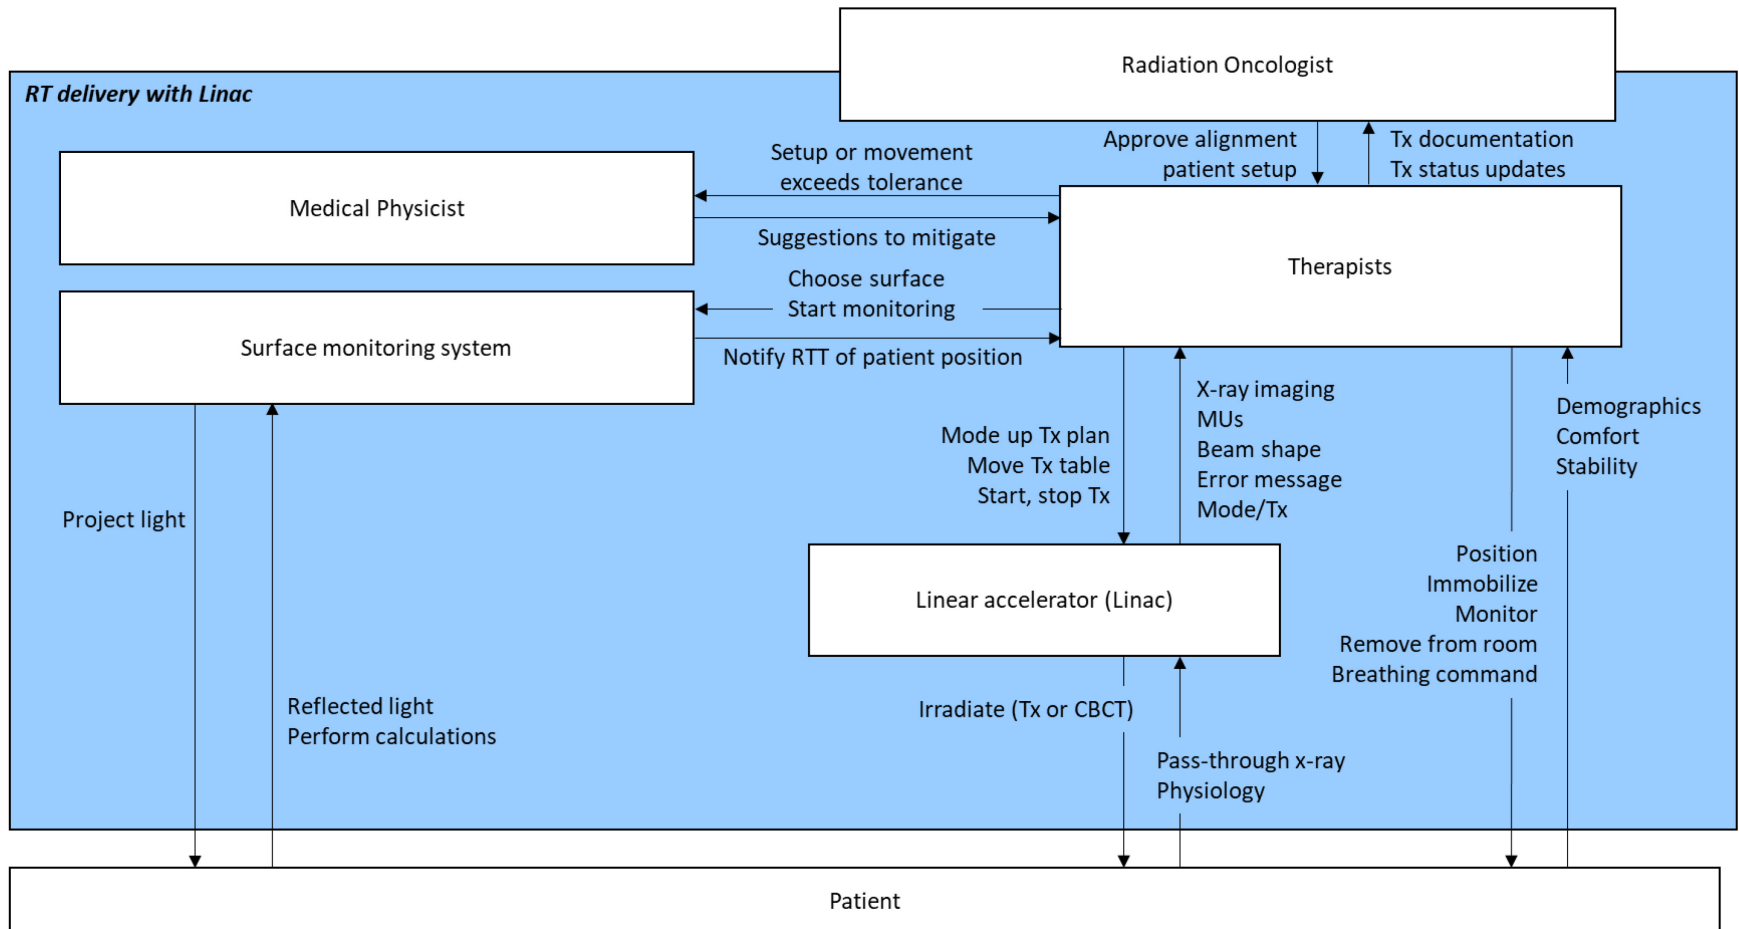 Radiation Oncologist
RT delivery with Linac
Approve alignment
patient setup
Tx documentation
Tx status updates
Setup or movement
exceeds tolerance
Medical Physicist
Suggestions to mitigate
Therapists
Choose surface
Start monitoring
Surface monitoring system
Notify RTT of patient position
Mode up Tx plan
Move Tx table
Start, stop Tx
X-ray imaging
MUs
Beam shape
Error message
Mode/Tx
Demographics
Comfort
Stability
Project light
Position
Immobilize
Monitor
Remove from room
Breathing command
Linear accelerator (Linac)
Reflected light
Perform calculations
Irradiate (Tx or CBCT)
Pass-through x-ray
Physiology
Patient